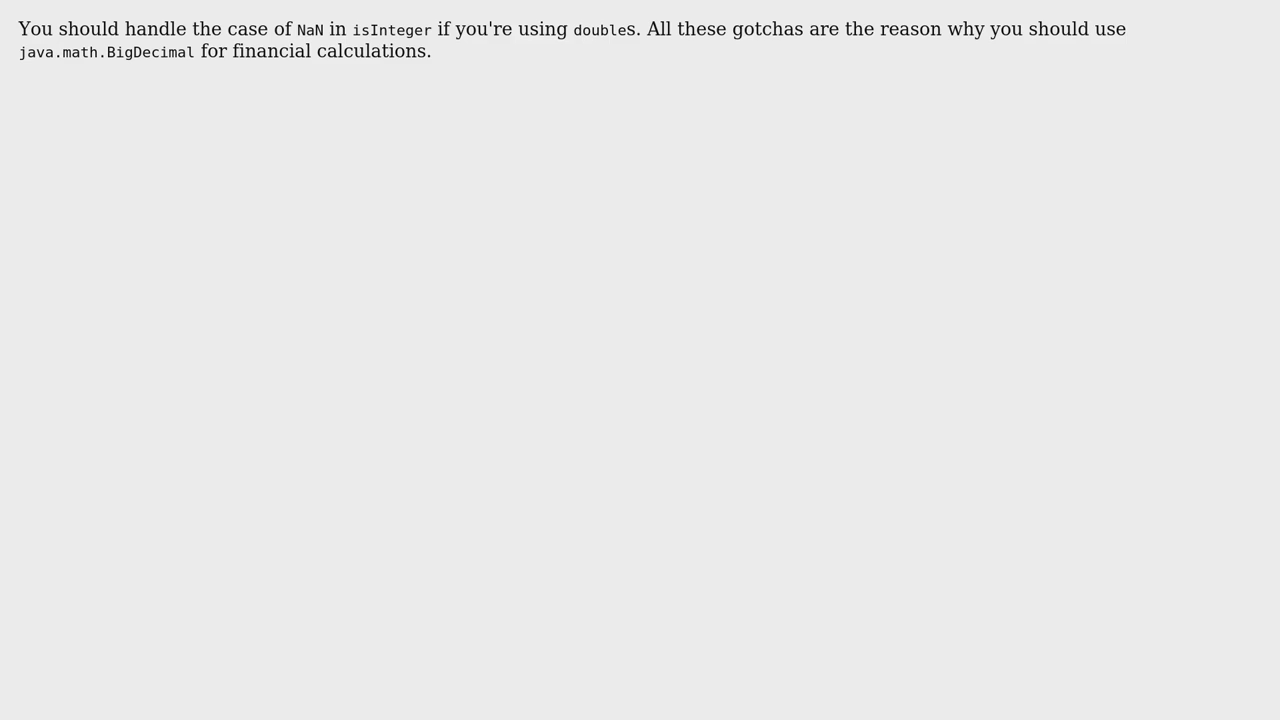 You should handle the case of NaN in isInteger if you're using doubles. All these gotchas are the reason why you should use
java.math.BigDecimal for financial calculations.